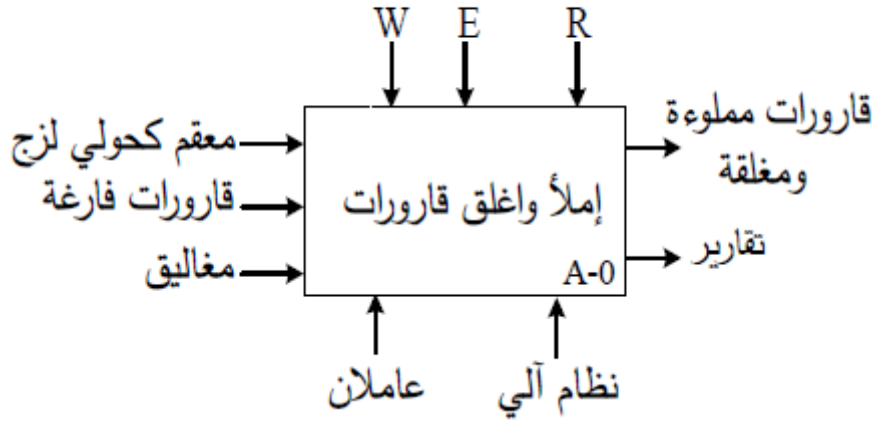 W E R
معقم كحولي لزج
قارورات فارغة
مغاليق
إملأ واغلق قارورات
A-0
قارورات مملوءة
ومغلقة
تقارير
عاملان
نظام آلي